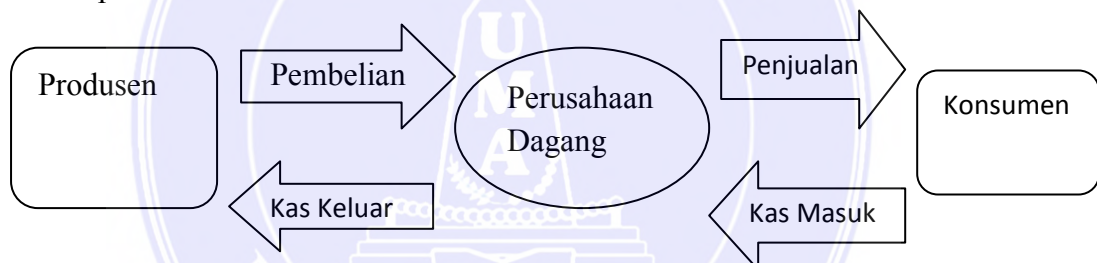 Produsen
Pembelian
Perusahaan
Dagang
Penjualan
Konsumen
Kas Keluar
Kas Masuk
U
M
A